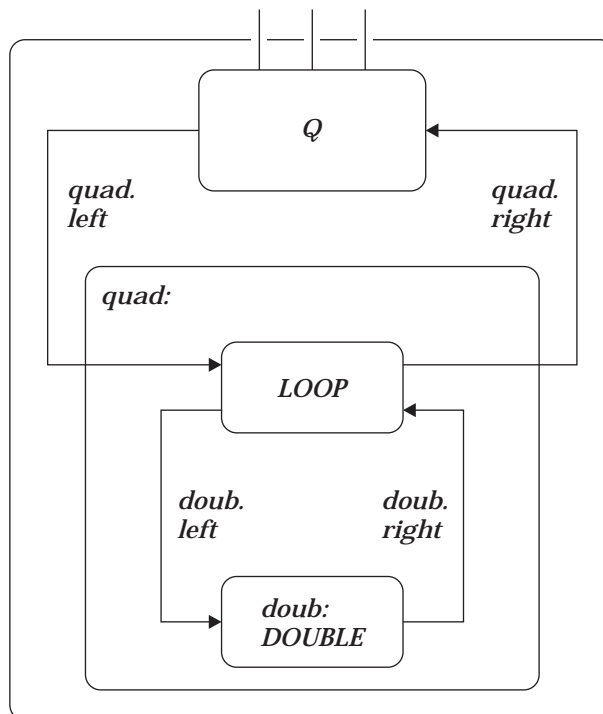 Q
quad.
left
quad.
right
quad:
LOOP
doub.
left
doub.
right
doub:
DOUBLE